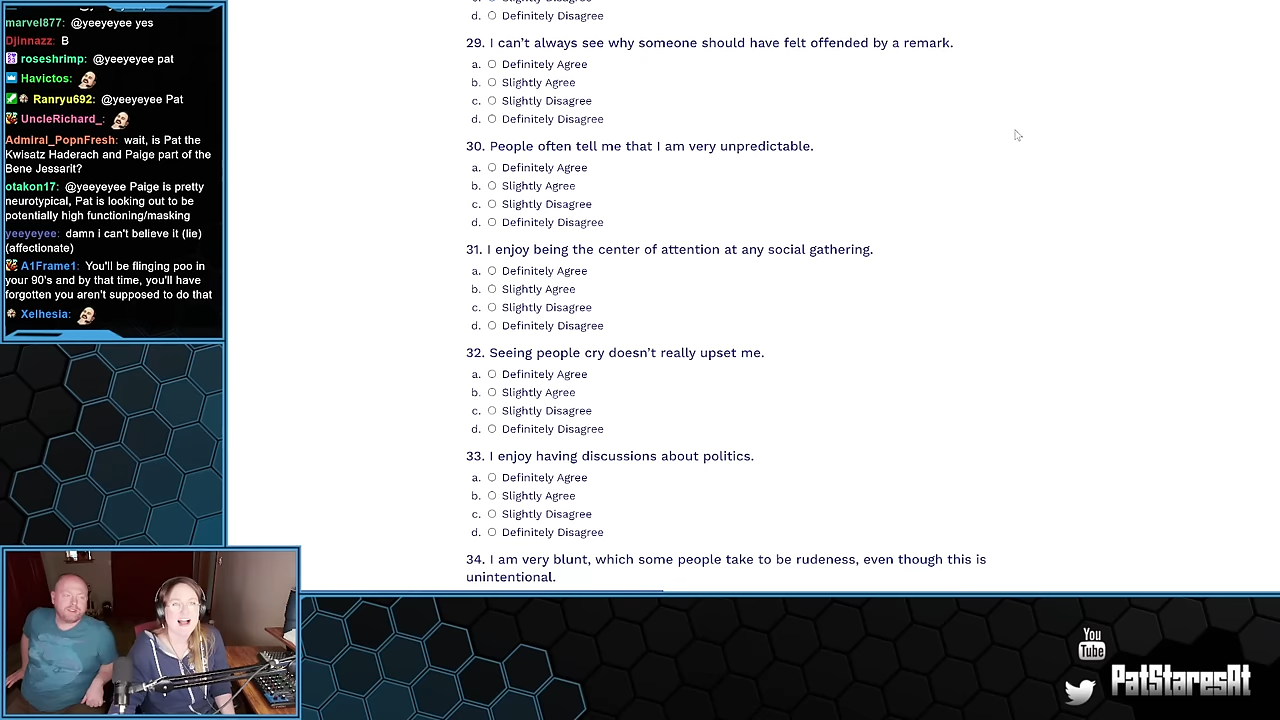 marvel877: @yeeyeyee yes
Djinnazz: B
roseshrimp: @yeeyeyee pat
Havictos:
Ranryu692: @yeeyeyee Pat
UncleRichard_:
Admiral_PopnFresh: wait, is Pat the
Kwisatz Haderach and Paige part of the
Bene Jessarit?
otakon17: @yeeyeyee Paige is pretty
neurotypical, Pat is looking out to be
potentially high functioning/masking
yeeyeyee: damn i can't believe it (lie)
(affectionate)
A1Frame1: You'll be flinging poo in
your 90's and by that time, you'll have
forgotten you aren't supposed to do that
Xelhesia:
d. Definitely Disagree
29. I can't always see why someone should have felt offended by a remark.
a. Definitely Agree
b. Slightly Agree
c. Slightly Disagree
d. Definitely Disagree
30. People often tell me that I am very unpredictable.
a. Definitely Agree
b. Slightly Agree
c. Slightly Disagree
d. Definitely Disagree
31. I enjoy being the center of attention at any social gathering.
a. Definitely Agree
b. Slightly Agree
c. Slightly Disagree
d. Definitely Disagree
32. Seeing people cry doesn't really upset me.
a. Definitely Agree
b. Slightly Agree
c. Slightly Disagree
d. Definitely Disagree
33. I enjoy having discussions about politics.
a. Definitely Agree
b. Slightly Agree
c. Slightly Disagree
d. Definitely Disagree
34. I am very blunt, which some people take to be rudeness, even though this is
unintentional.
You
Tube
PatStaresAt